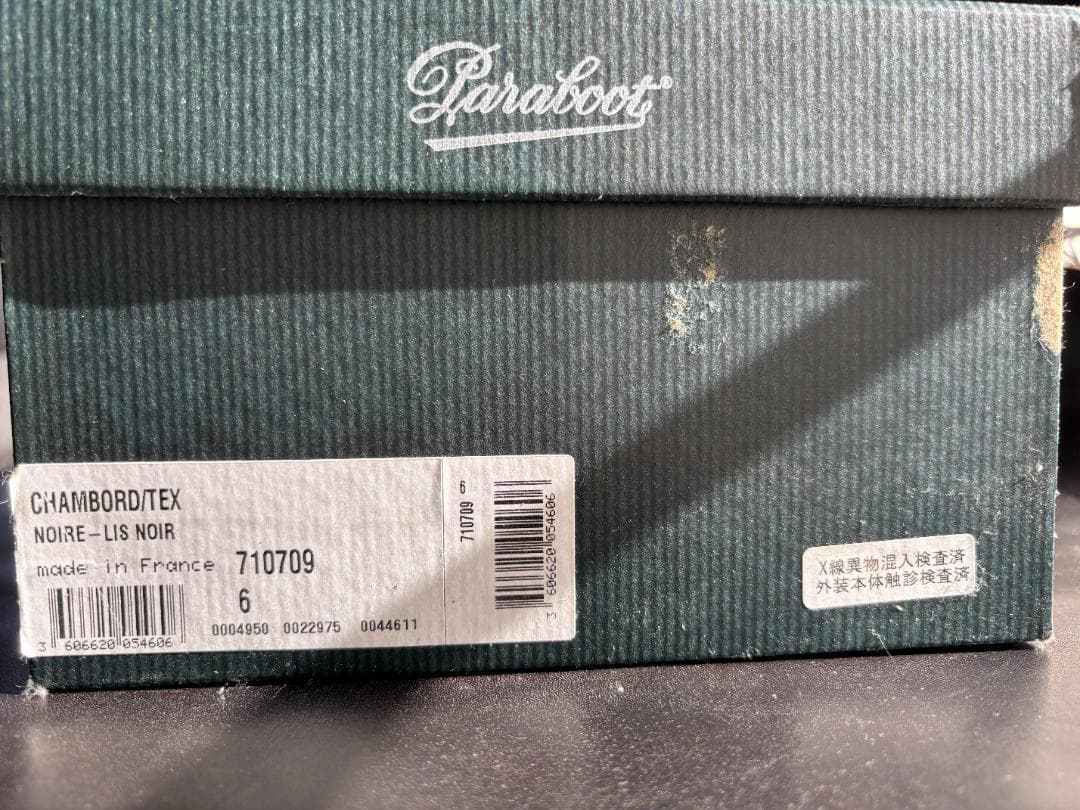 Paraboot®
CHAMBORD/TEX
NOIRE–LIS NOIR
made in France 710709
6
0004950 0022975 0044611
3 606620 054606
710709 6
3 606620 054606
X線異物混入検査済
外装本体触診検査済